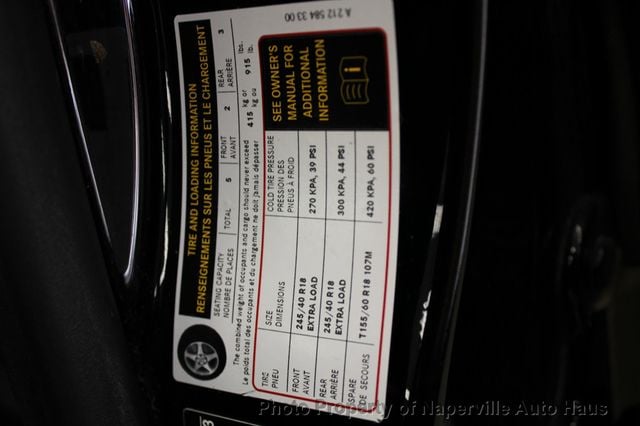 TIRE AND LOADING INFORMATION
RENSEIGNEMENTS SUR LES PNEUS ET LE CHARGEMENT
SEATING CAPACITY TOTAL 5 FRONT 2 REAR 3
NOMBRE DE PLACES AVANT ARRIÈRE
The combined weight of occupants and cargo should never exceed 415 kg or 915 lbs.
Le poids total des occupants et du chargement ne doit jamais dépasser kg ou lb.
TIRE SIZE COLD TIRE PRESSURE
PNEU DIMENSIONS PRESSION DES
PNEUS À FROID
FRONT 245/40 R18 270 KPA, 39 PSI
AVANT EXTRA LOAD
REAR 245/40 R18 300 KPA, 44 PSI
ARRIÈRE EXTRA LOAD
SPARE T155/60 R18 107M 420 KPA, 60 PSI
DE SECOURS
SEE OWNER'S
MANUAL FOR
ADDITIONAL
INFORMATION
i
A 212 584 33 00
Photo Property of Naperville Auto Haus